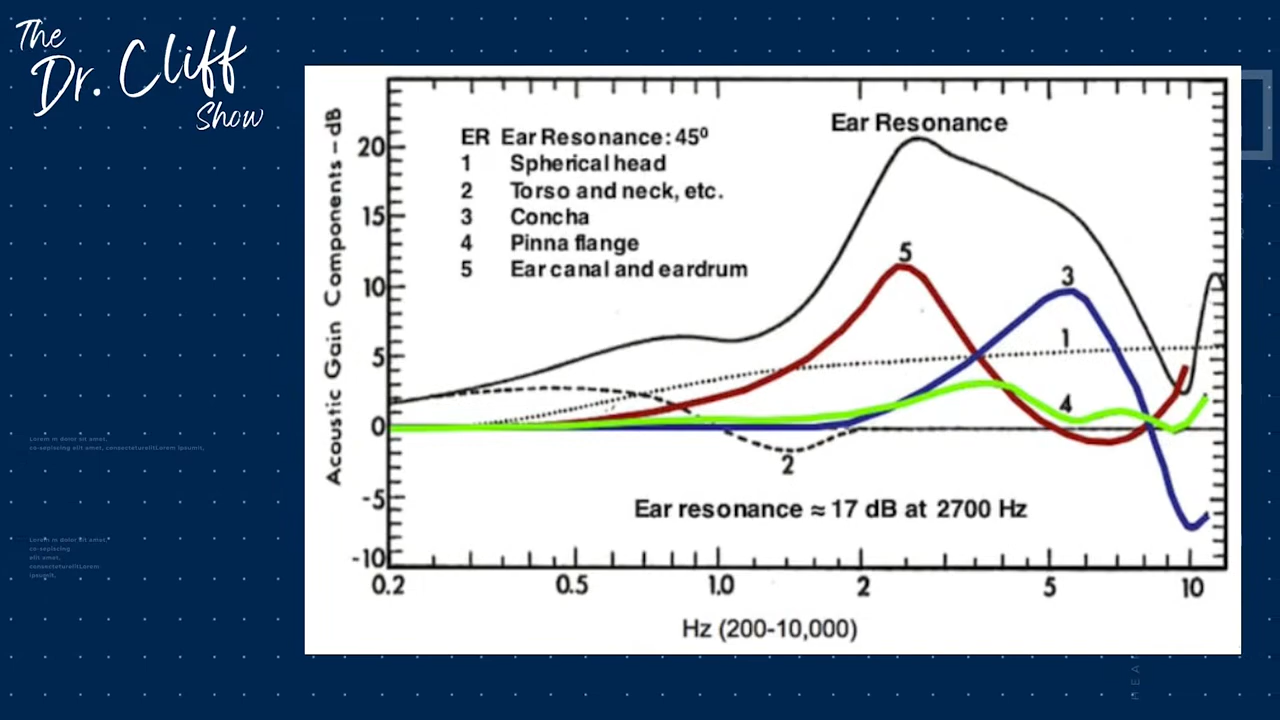 The
Dr. Cliff
Show
Acoustic Gain Components – dB
20
15
10
5
0
-5
-10
Ear Resonance
ER Ear Resonance: 45⁰
1 Spherical head
2 Torso and neck, etc.
3 Concha
4 Pinna flange
5 Ear canal and eardrum
5
3
1
4
2
Ear resonance ≈ 17 dB at 2700 Hz
0.2 0.5 1.0 2 5 10
Hz (200-10,000)